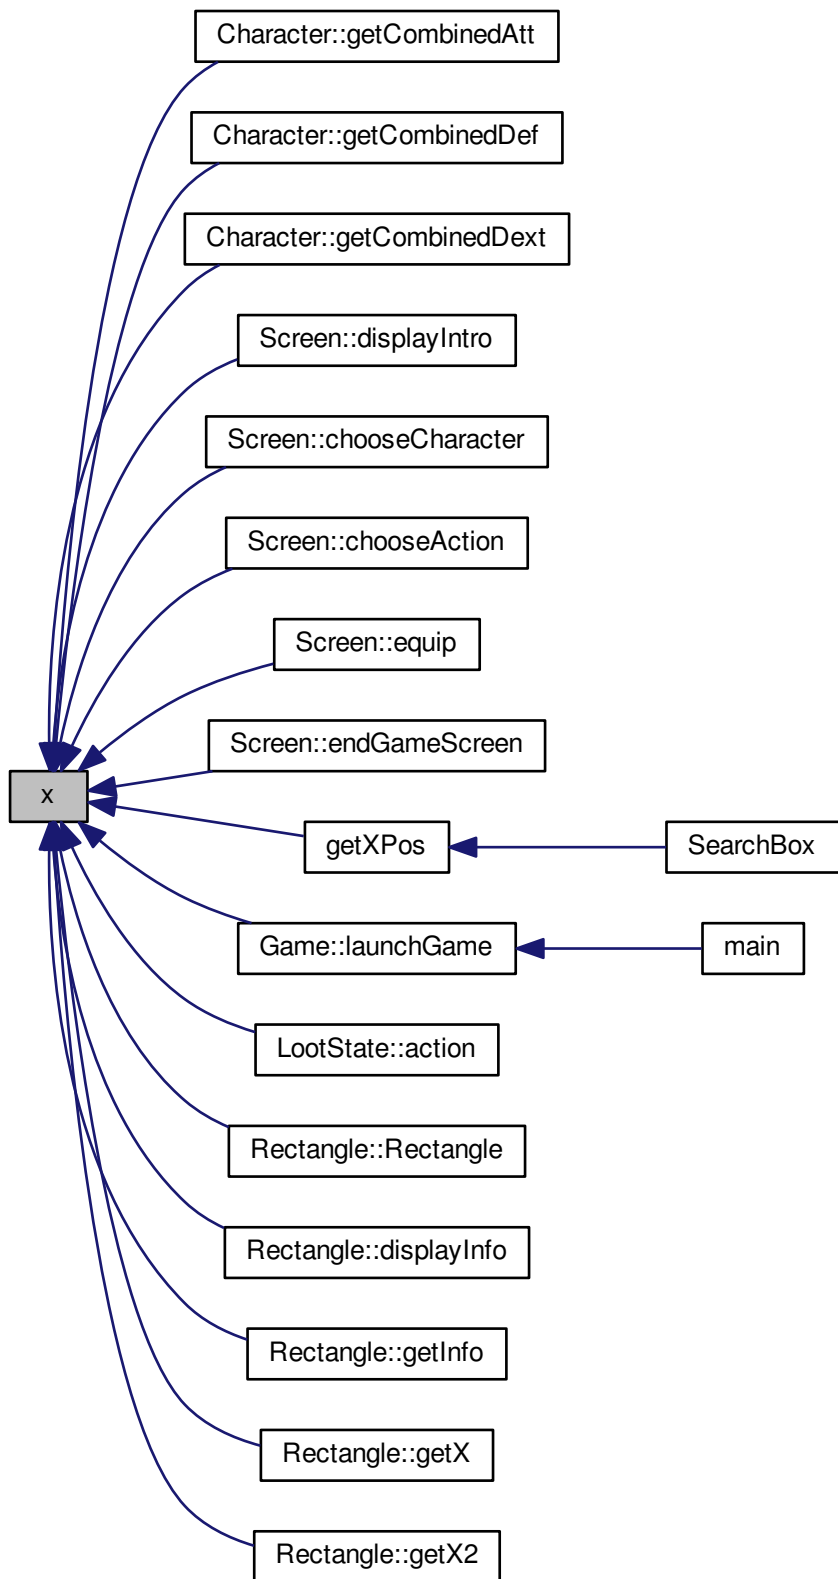 Character::getCombinedAtt
Character::getCombinedDef
Character::getCombinedDext
Screen::displayIntro
Screen::chooseCharacter
Screen::chooseAction
Screen::equip
Screen::endGameScreen
x
getXPos
SearchBox
Game::launchGame
main
LootState::action
Rectangle::Rectangle
Rectangle::displayInfo
Rectangle::getInfo
Rectangle::getX
Rectangle::getX2